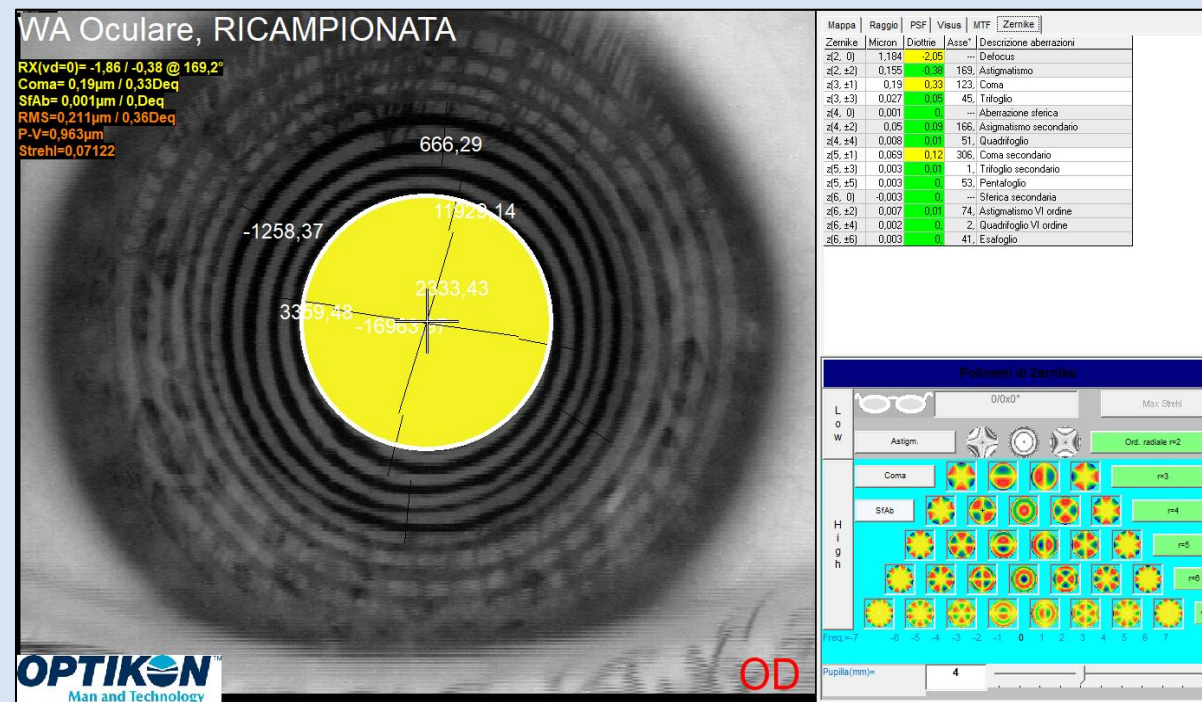 WA Oculare, RICAMPIONATA
RX(vd=0)= -1,86 / -0,38 @ 169,2°
Coma= 0,19µm / 0,33Deq
SfAb= 0,001µm / 0,Deq
RMS=0,211µm / 0,36Deq
P-V=0,963µm
Strehl=0,07122
666,29
11929,14
-1258,37
2333,43
3359,48
OPTIKON™
Man and Technology
OD
Mappa Raggio PSF Visus MTF Zernike
Zernike Micron Diottrie Asse° Descrizione aberrazioni
z(2, 0) 1,184 -2,05 --- Defocus
z(2, ±2) 0,155 -0,38 169, Astigmatismo
z(3, ±1) 0,19 0,33 123, Coma
z(3, ±3) 0,027 0,05 45, Trifoglio
z(4, 0) 0,001 0, --- Aberrazione sferica
z(4, ±2) 0,05 0,09 166, Asigmatismo secondario
z(4, ±4) 0,008 0,01 51, Quadrifoglio
z(5, ±1) 0,069 0,12 306, Coma secondario
z(5, ±3) 0,003 0,01 1, Trifoglio secondario
z(5, ±5) 0,003 0, 53, Pentafoglio
z(6, 0) -0,003 0, --- Sferica secondaria
z(6, ±2) 0,007 0,01 74, Astigmatismo VI ordine
z(6, ±4) 0,002 0, 2, Quadrifoglio VI ordine
z(6, ±6) 0,003 0, 41, Esafoglio
Polinomi di Zernike
Low
0/0x0°
Max Strehl
Astigm.
Ord. radiale r=2
High
Coma
r=3
SfAb
r=4
r=5
r=6
Freq.=-7 -6 -5 -4 -3 -2 -1 0 1 2 3 4 5 6 7
Pupilla(mm)= 4